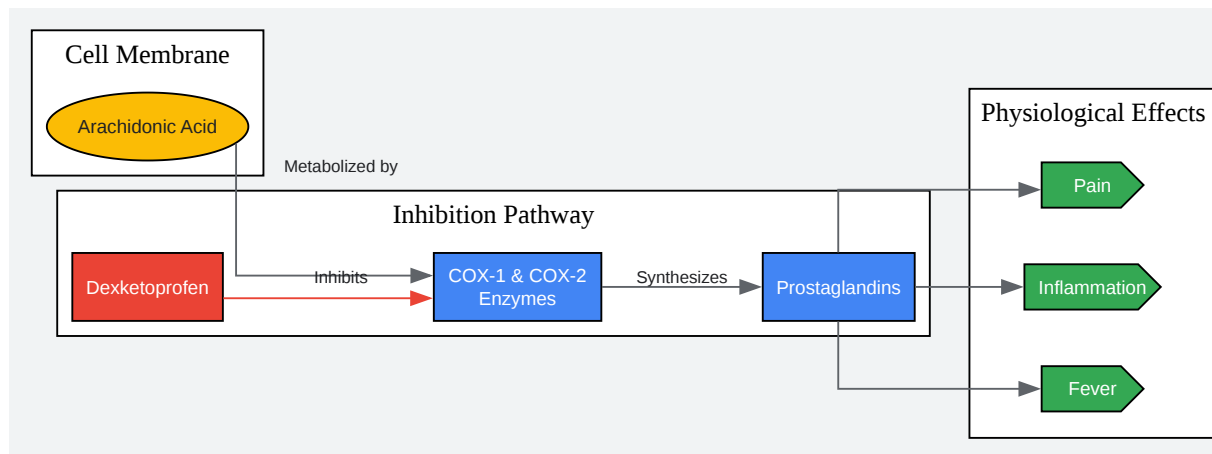 Cell Membrane
Arachidonic Acid
Metabolized by
Inhibition Pathway
Dexketoprofen
Inhibits
COX-1 & COX-2
Enzymes
Synthesizes
Prostaglandins
Physiological Effects
Pain
Inflammation
Fever